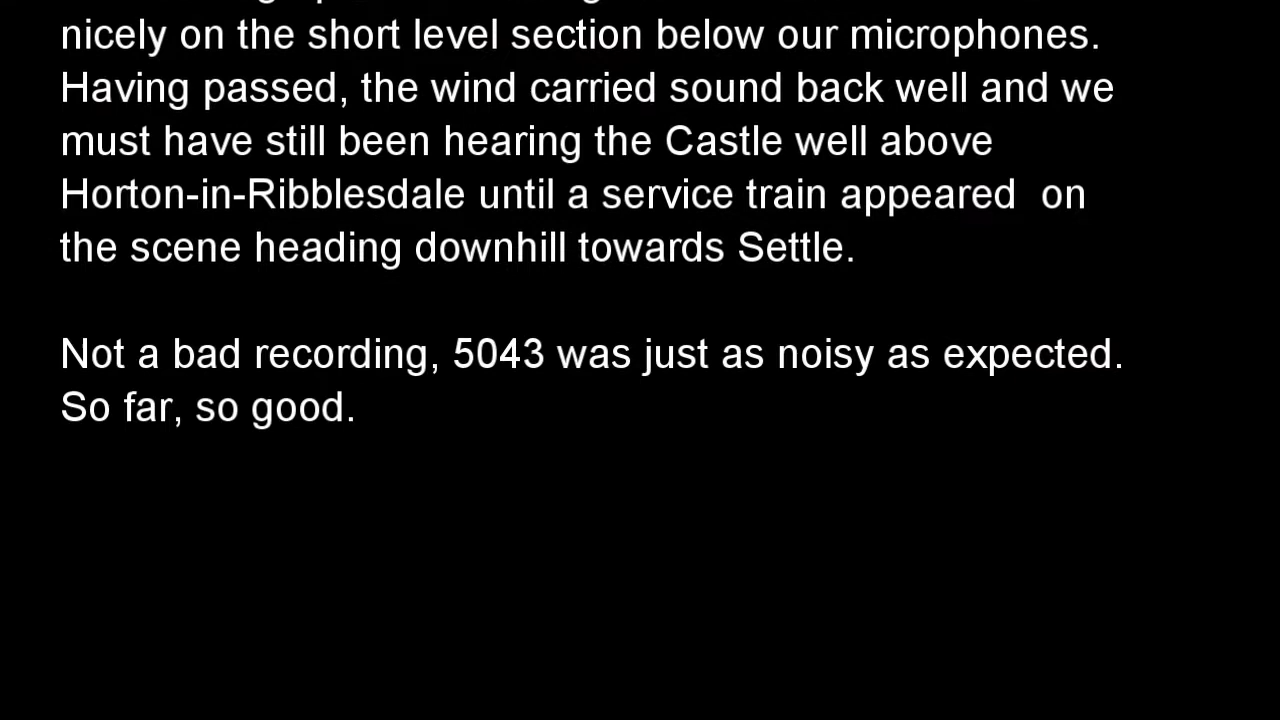 nicely on the short level section below our microphones.
Having passed, the wind carried sound back well and we
must have still been hearing the Castle well above
Horton-in-Ribblesdale until a service train appeared  on
the scene heading downhill towards Settle.
Not a bad recording, 5043 was just as noisy as expected.
So far, so good.